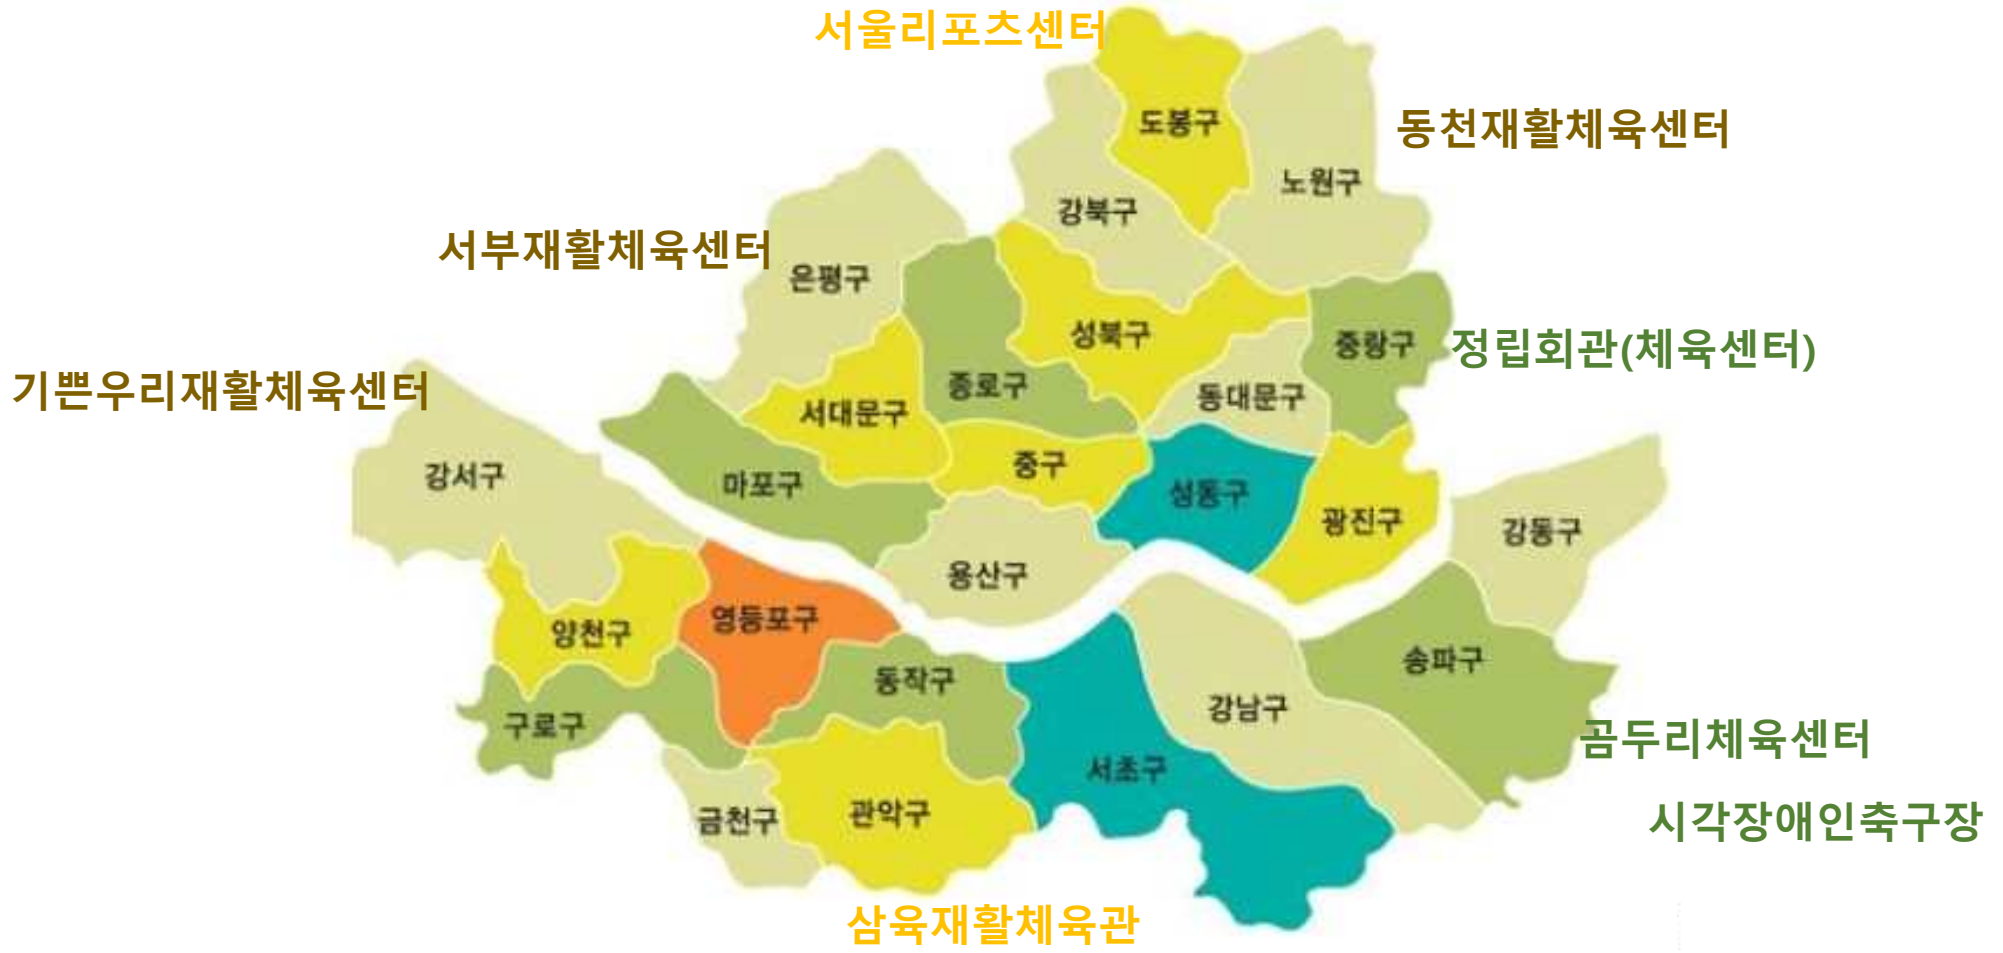 서울리포츠센터
도봉구
동천재활체육센터
노원구
강북구
서부재활체육센터
은평구
성북구
중랑구
정립회관(체육센터)
기쁜우리재활체육센터
종로구
동대문구
서대문구
강서구
마포구
중구
성동구
광진구
강동구
용산구
양천구
영등포구
동작구
송파구
구로구
강남구
곰두리체육센터
서초구
금천구
관악구
시각장애인축구장
삼육재활체육관